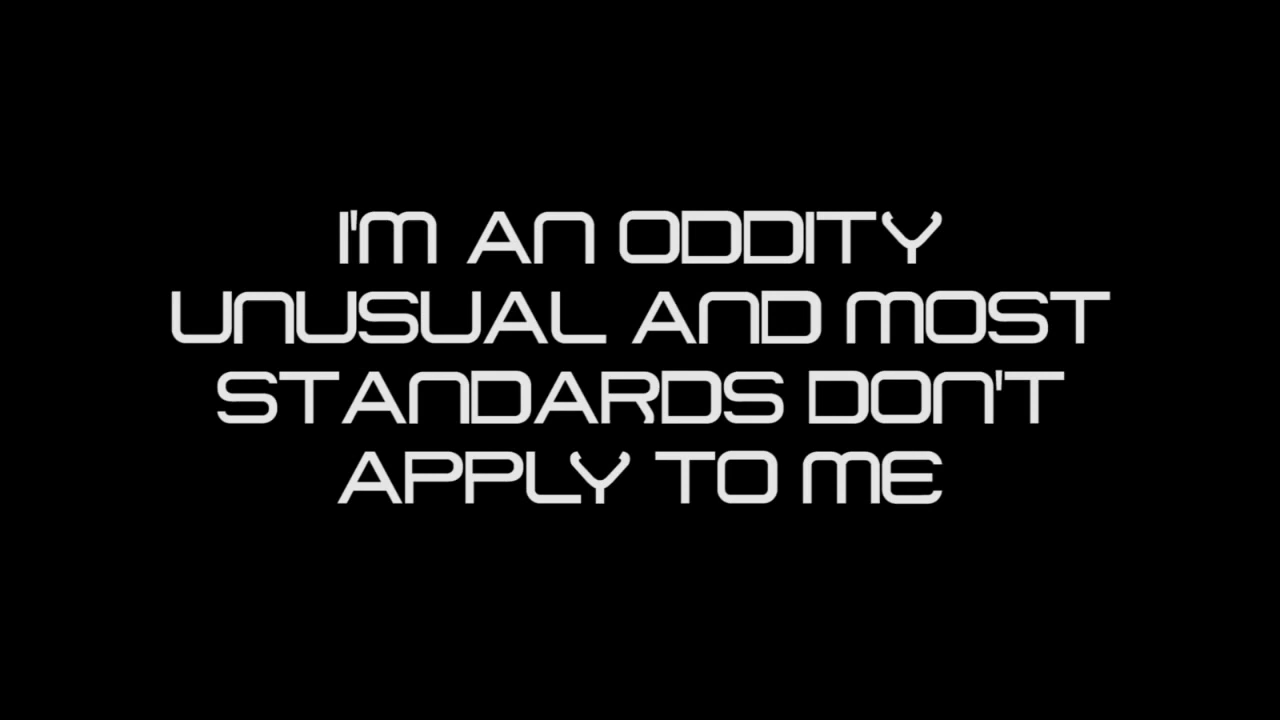 I'M AN ODDITY
UNUSUAL AND MOST
STANDARDS DON'T
APPLY TO ME